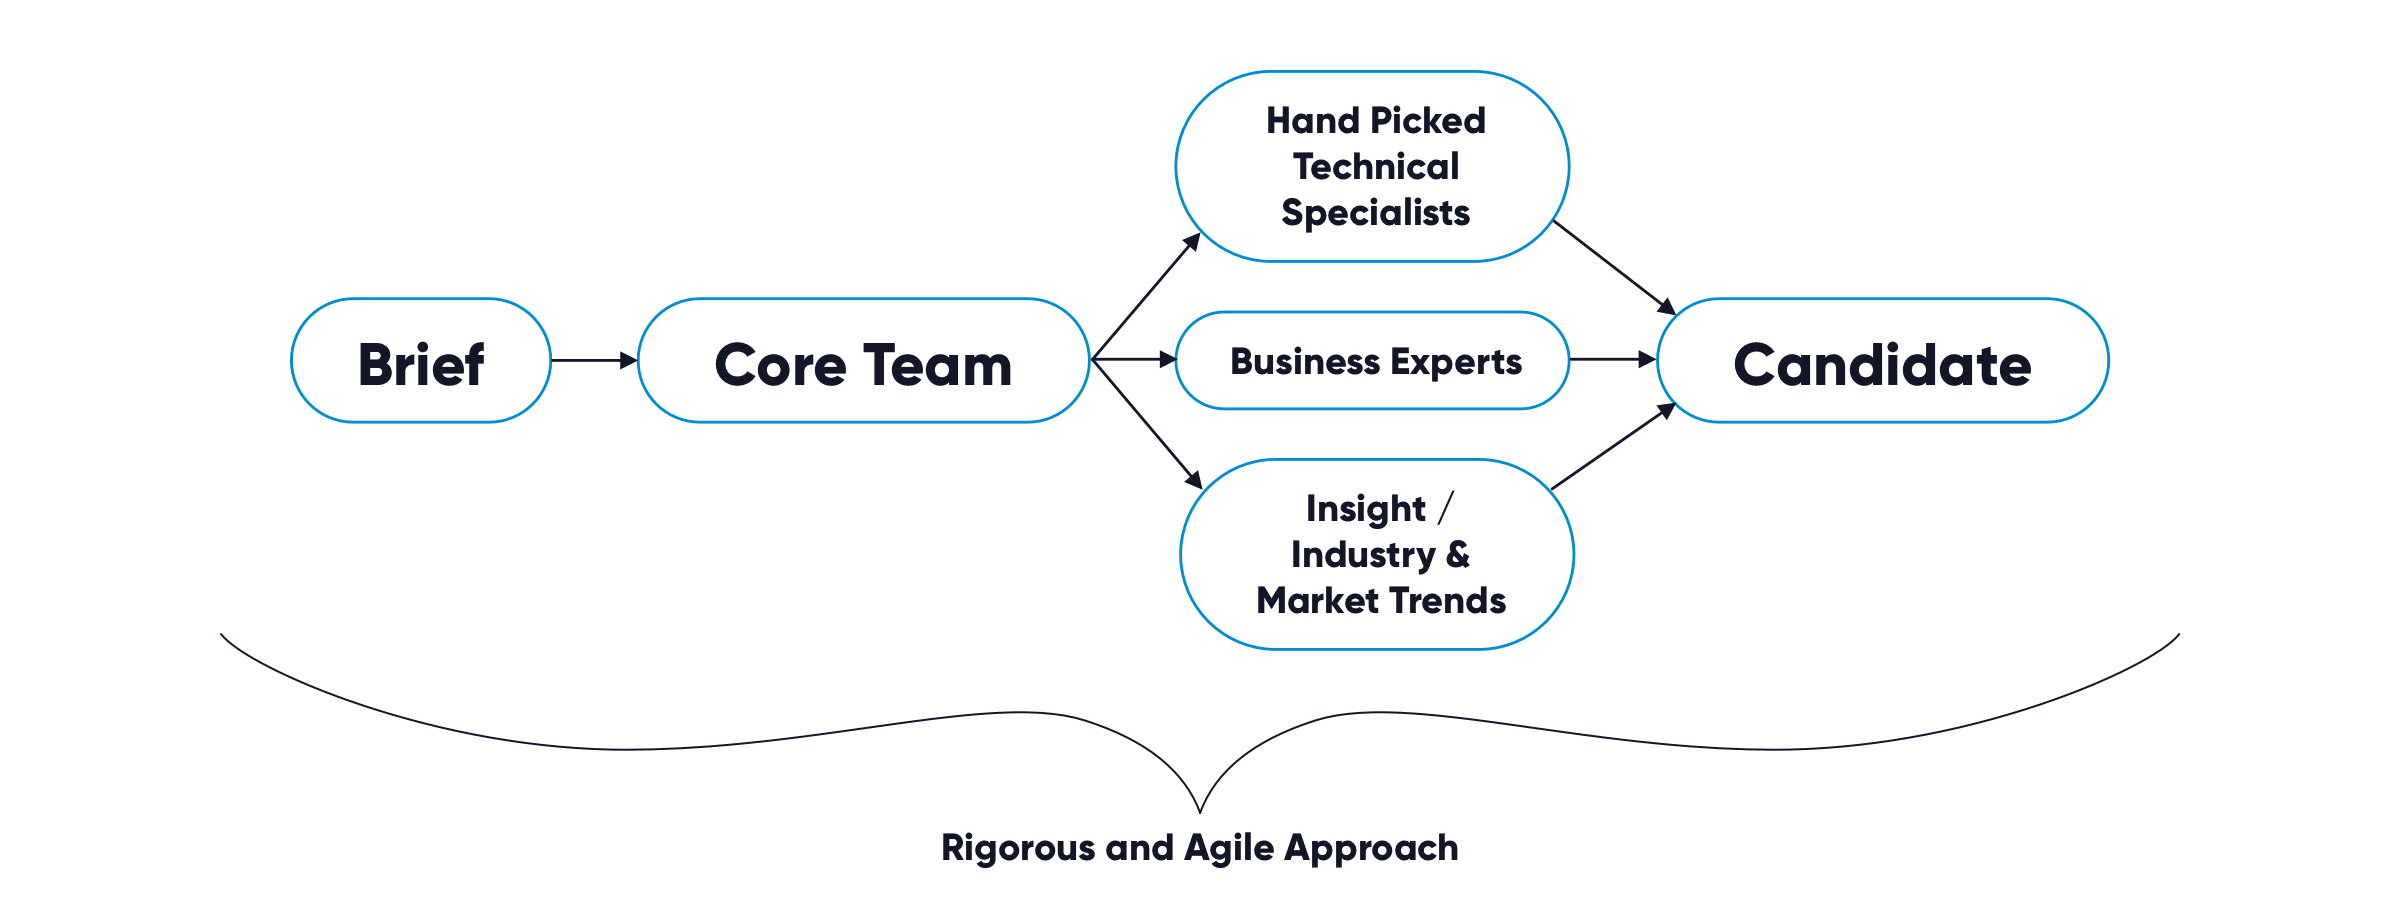 Brief
Core Team
Hand Picked
Technical
Specialists
Business Experts
Insight /
Industry &
Market Trends
Candidate
Rigorous and Agile Approach